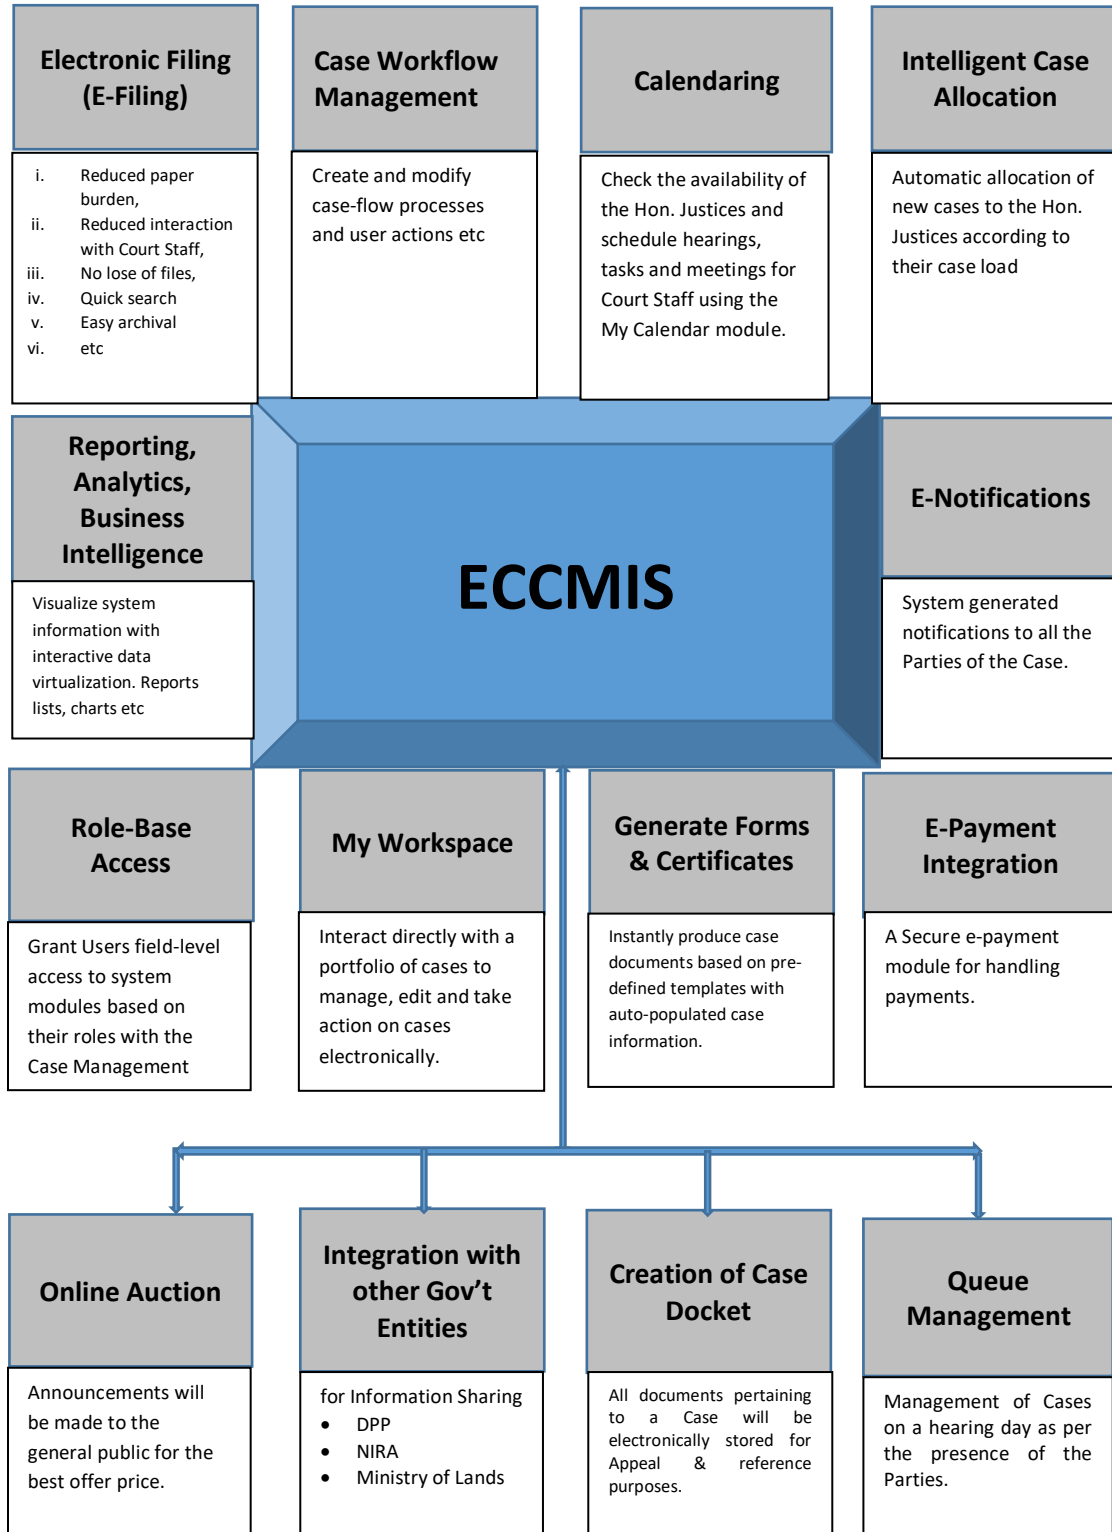 Electronic Filing
(E-Filing)
i. Reduced paper
burden,
ii. Reduced interaction
with Court Staff,
iii. No lose of files,
iv. Quick search
v. Easy archival
vi. etc
Case Workflow
Management
Create and modify
case-flow processes
and user actions etc
Calendaring
Check the availability of
the Hon. Justices and
schedule hearings,
tasks and meetings for
Court Staff using the
My Calendar module.
Intelligent Case
Allocation
Automatic allocation of
new cases to the Hon.
Justices according to
their case load
Reporting,
Analytics,
Business
Intelligence
Visualize system
information with
interactive data
virtualization. Reports
lists, charts etc
ECCMIS
E-Notifications
System generated
notifications to all the
Parties of the Case.
Role-Base
Access
Grant Users field-level
access to system
modules based on
their roles with the
Case Management
My Workspace
Interact directly with a
portfolio of cases to
manage, edit and take
action on cases
electronically.
Generate Forms
& Certificates
Instantly produce case
documents based on pre-
defined templates with
auto-populated case
information.
E-Payment
Integration
A Secure e-payment
module for handling
payments.
Online Auction
Announcements will
be made to the
general public for the
best offer price.
Integration with
other Gov’t
Entities
for Information Sharing
• DPP
• NIRA
• Ministry of Lands
Creation of Case
Docket
All documents pertaining
to a Case will be
electronically stored for
Appeal & reference
purposes.
Queue
Management
Management of Cases
on a hearing day as per
the presence of the
Parties.